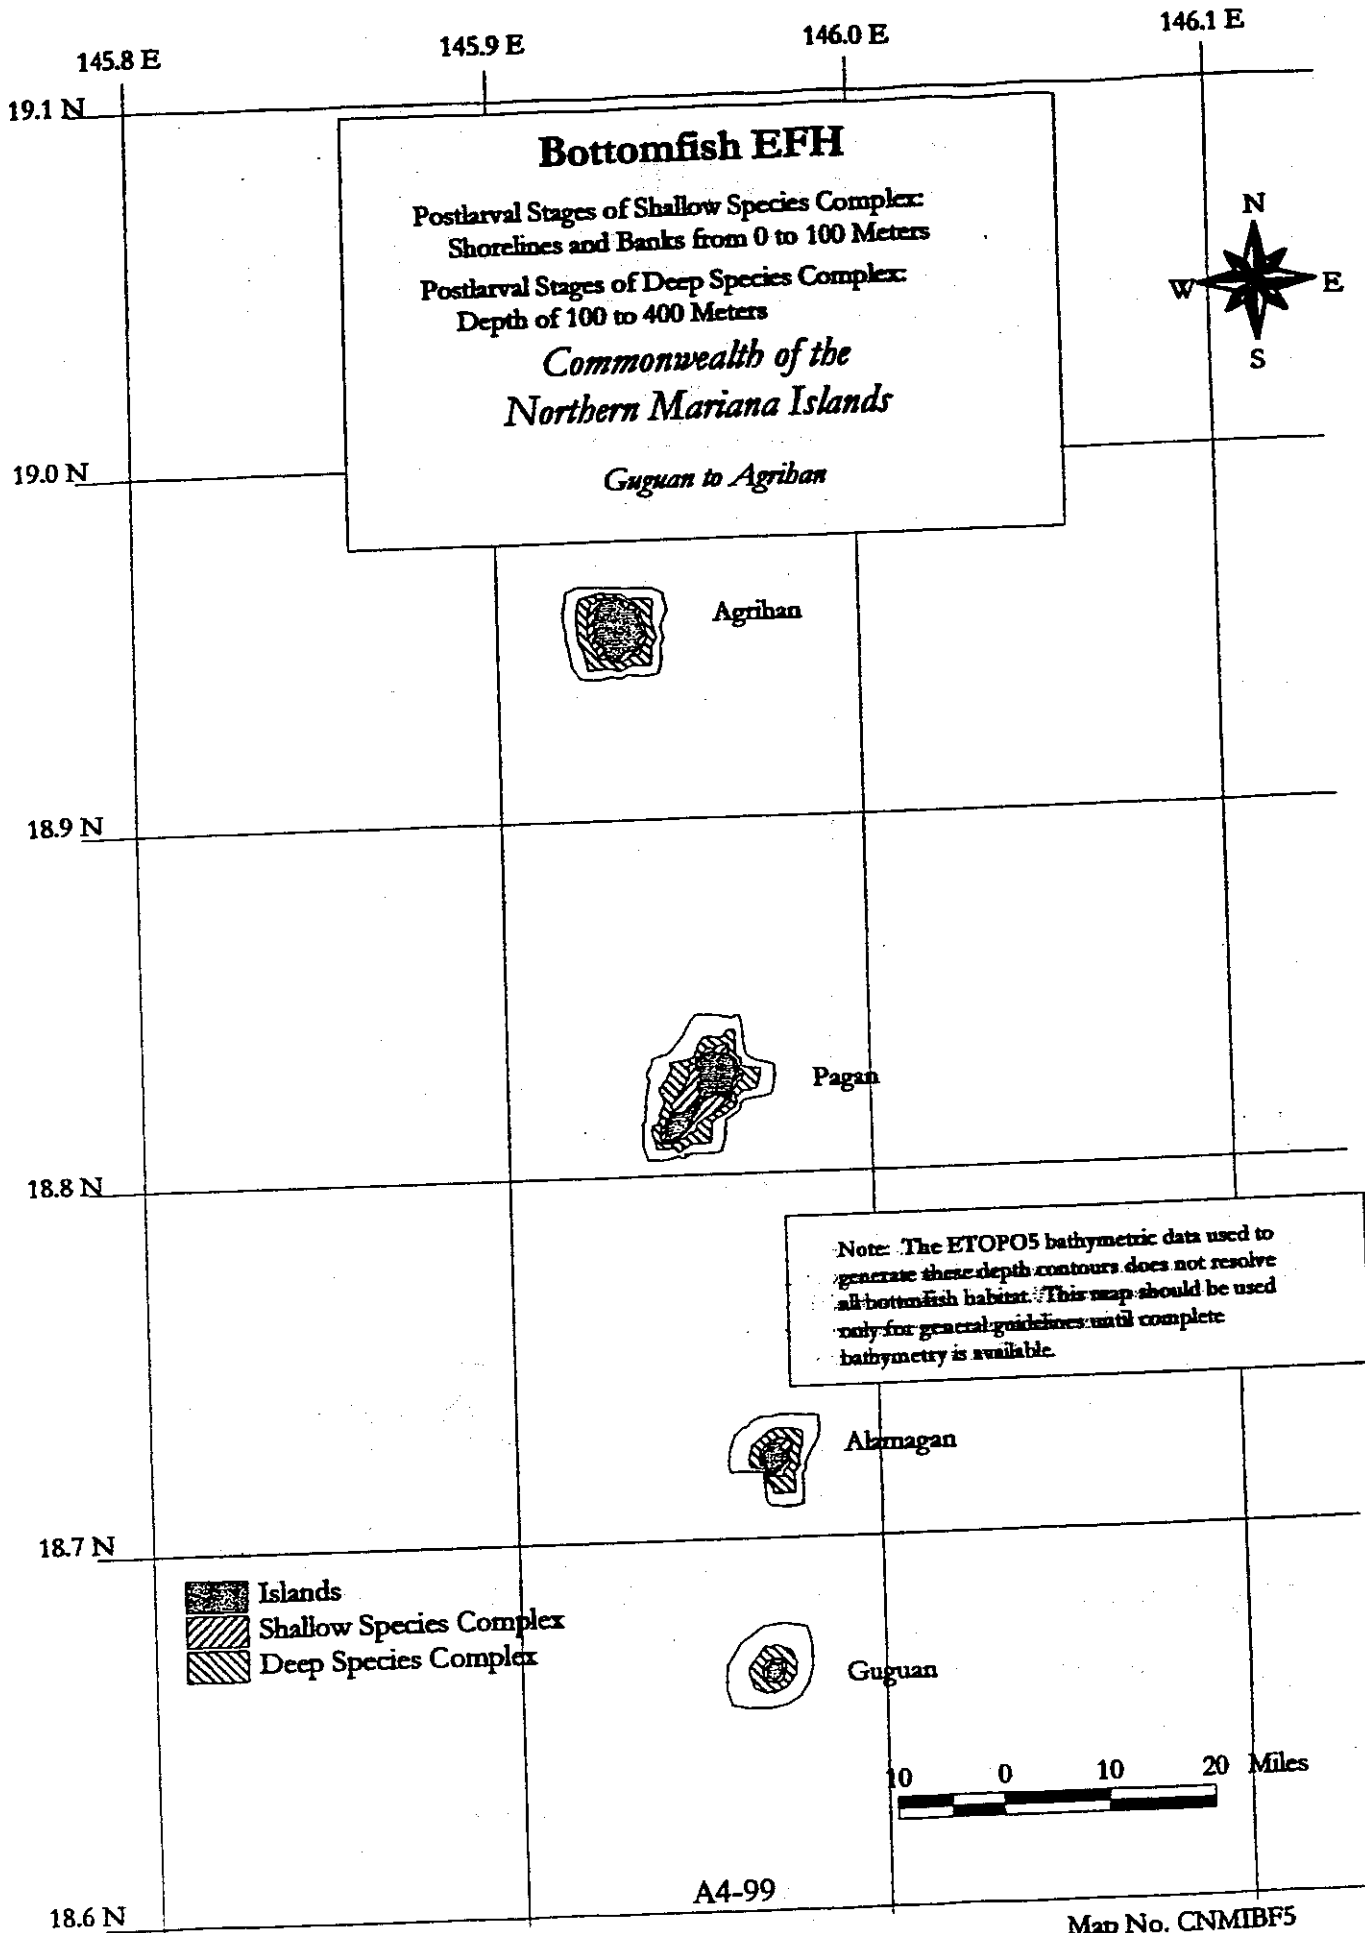 145.8 E
145.9 E
146.0 E
146.1 E
19.1 N
Bottomfish EFH
Postlarval Stages of Shallow Species Complex:
Shorelines and Banks from 0 to 100 Meters
Postlarval Stages of Deep Species Complex:
Depth of 100 to 400 Meters
Commonwealth of the
Northern Mariana Islands
Guguan to Agrihan
N
W
E
S
19.0 N
Agrihan
18.9 N
Pagan
18.8 N
Note: The ETOPO5 bathymetric data used to
generate these depth contours does not resolve
all bottomfish habitat. This map should be used
only for general guidelines until complete
bathymetry is available.
Alamagan
18.7 N
Islands
Shallow Species Complex
Deep Species Complex
Guguan
10 0 10 20 Miles
A4-99
18.6 N
Map No. CNMIBF5